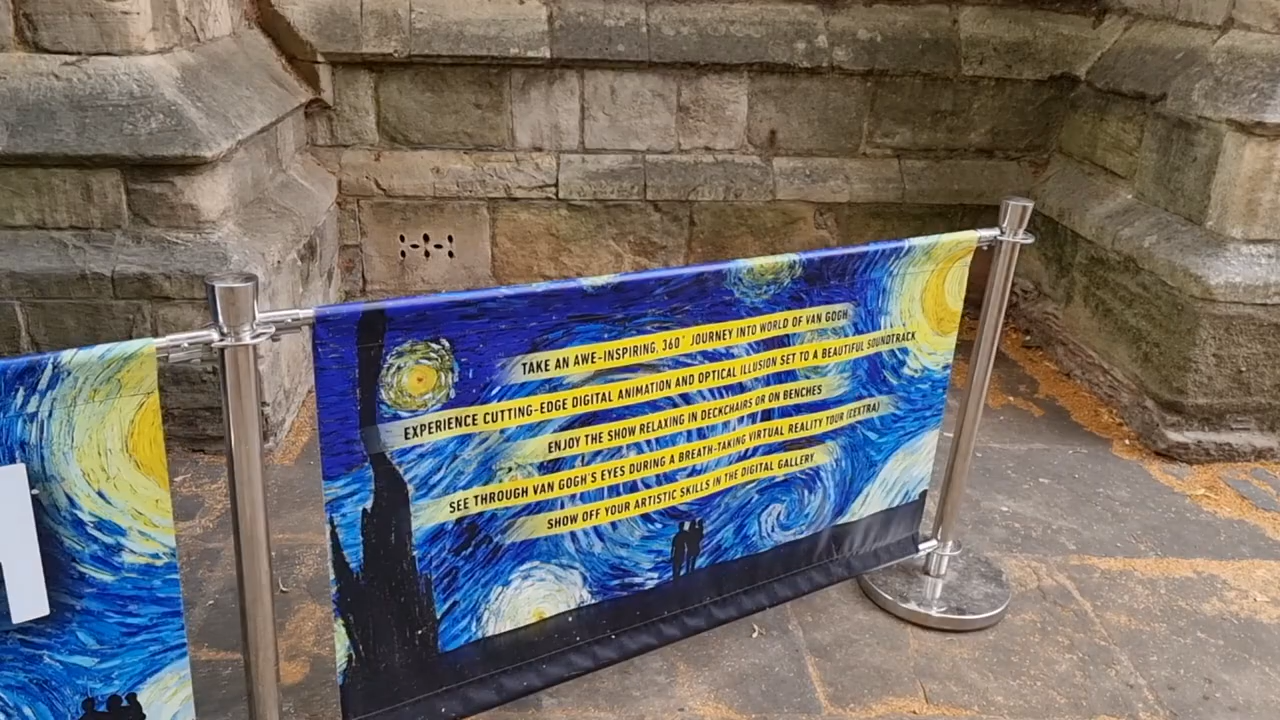 TAKE AN AWE-INSPIRING, 360° JOURNEY INTO WORLD OF VAN GOGH
EXPERIENCE CUTTING-EDGE DIGITAL ANIMATION AND OPTICAL ILLUSION SET TO A BEAUTIFUL SOUNDTRACK
ENJOY THE SHOW RELAXING IN DECKCHAIRS OR ON BENCHES
SEE THROUGH VAN GOGH'S EYES DURING A BREATH-TAKING VIRTUAL REALITY TOUR (EXTRA)
SHOW OFF YOUR ARTISTIC SKILLS IN THE DIGITAL GALLERY